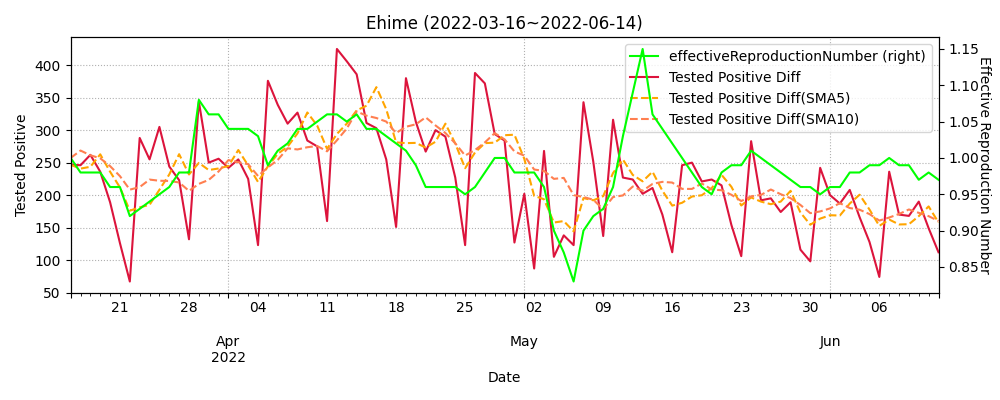 Ehime (2022-03-16~2022-06-14)
effectiveReproductionNumber (right)
Tested Positive Diff
Tested Positive Diff(SMA5)
Tested Positive Diff(SMA10)
Tested Positive
400
350
300
250
200
150
100
50
1.15
1.10
1.05
1.00
0.95
0.90
0.85
Effective Reproduction Number
21 28 04 11 18 25 02 09 16 23 30 06
Apr May Jun
2022
Date